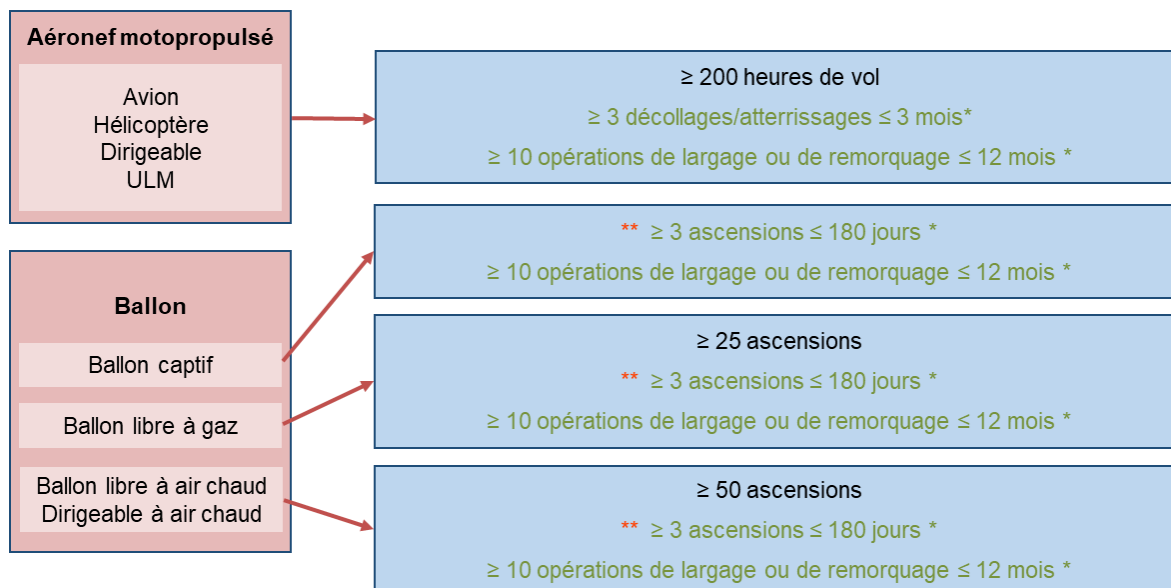 Aéronef motopropulsé
Avion
Hélicoptère
Dirigeable
ULM
≥ 200 heures de vol
≥ 3 décollages/atterrissages ≤ 3 mois*
≥ 10 opérations de largage ou de remorquage ≤ 12 mois *
Ballon
Ballon captif
** ≥ 3 ascensions ≤ 180 jours *
≥ 10 opérations de largage ou de remorquage ≤ 12 mois *
Ballon libre à gaz
≥ 25 ascensions
** ≥ 3 ascensions ≤ 180 jours *
≥ 10 opérations de largage ou de remorquage ≤ 12 mois *
Ballon libre à air chaud
Dirigeable à air chaud
≥ 50 ascensions
** ≥ 3 ascensions ≤ 180 jours *
≥ 10 opérations de largage ou de remorquage ≤ 12 mois *